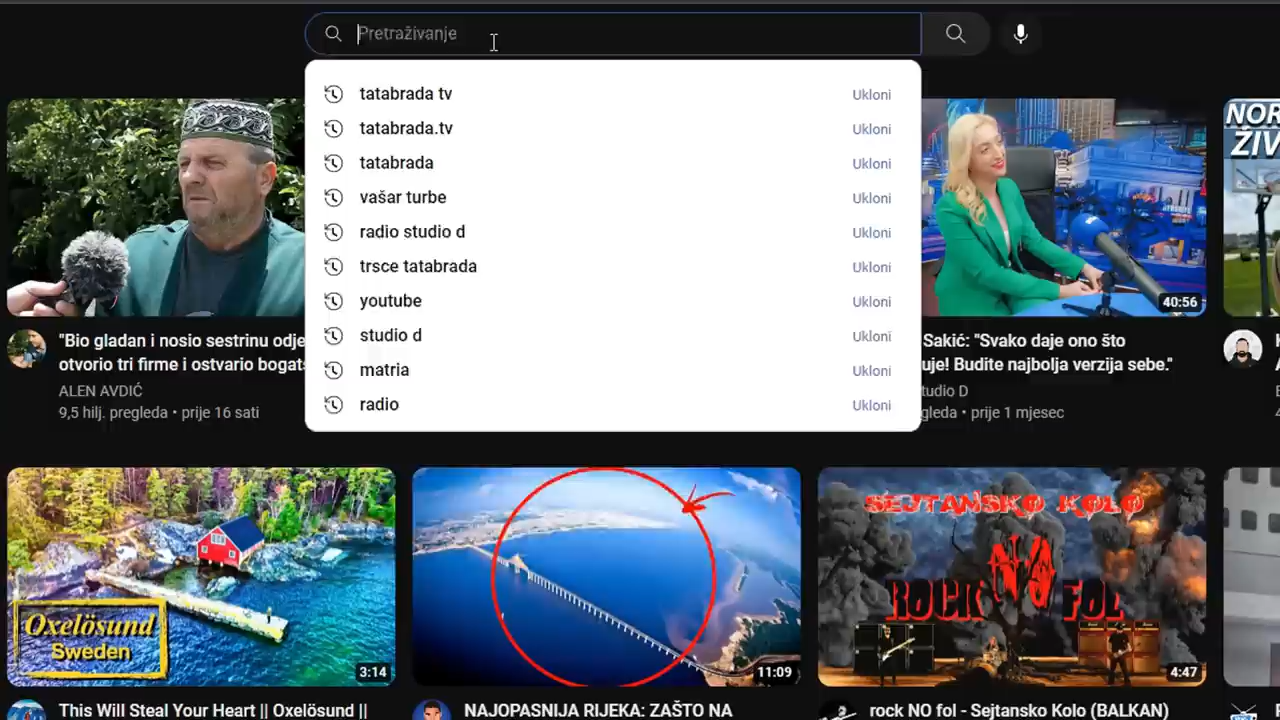 Pretraživanje
tatabrada tv Ukloni
tatabrada.tv Ukloni
tatabrada Ukloni
vašar turbe Ukloni
radio studio d Ukloni
trsce tatabrada Ukloni
youtube Ukloni
studio d Ukloni
matria Ukloni
radio Ukloni
NOR
ŽIV
40:56
"Bio gladan i nosio sestrinu odje
otvorio tri firme i ostvario bogat
ALEN AVDIĆ
9,5 hilj. pregleda • prije 16 sati
Sakić: "Svako daje ono što
uje! Budite najbolja verzija sebe."
tudio D
gleda • prije 1 mjesec
Oxelösund
Sweden
3:14
11:09
SEJTANSKO KOLO
ROCK NA FOL
4:47
This Will Steal Your Heart || Oxelösund ||
NAJOPASNIJA RIJEKA: ZAŠTO NA
rock NO fol - Sejtansko Kolo (BALKAN)